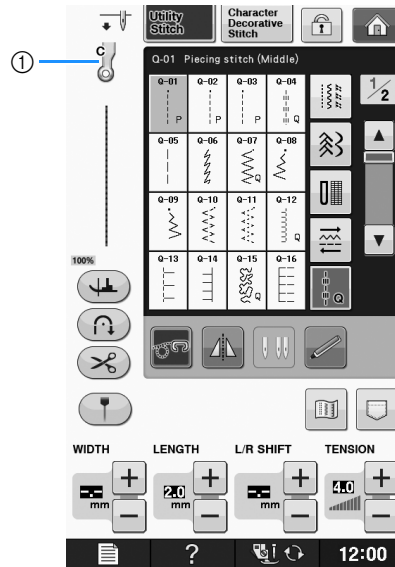 Utility
Stitch
Character
Decorative
Stitch
① C
Q-01 Piecing stitch (Middle)
1/2
Q-01 Q-02 Q-03 Q-04
P P P Q
Q-05 Q-06 Q-07 Q-08
Q
Q-09 Q-10 Q-11 Q-12
Q
100%
Q-13 Q-14 Q-15 Q-16
Q
Q
WIDTH LENGTH L/R SHIFT TENSION
-.- + 2.0 + -.- + 4.0 +
mm mm mm
− − − −
? 12:00